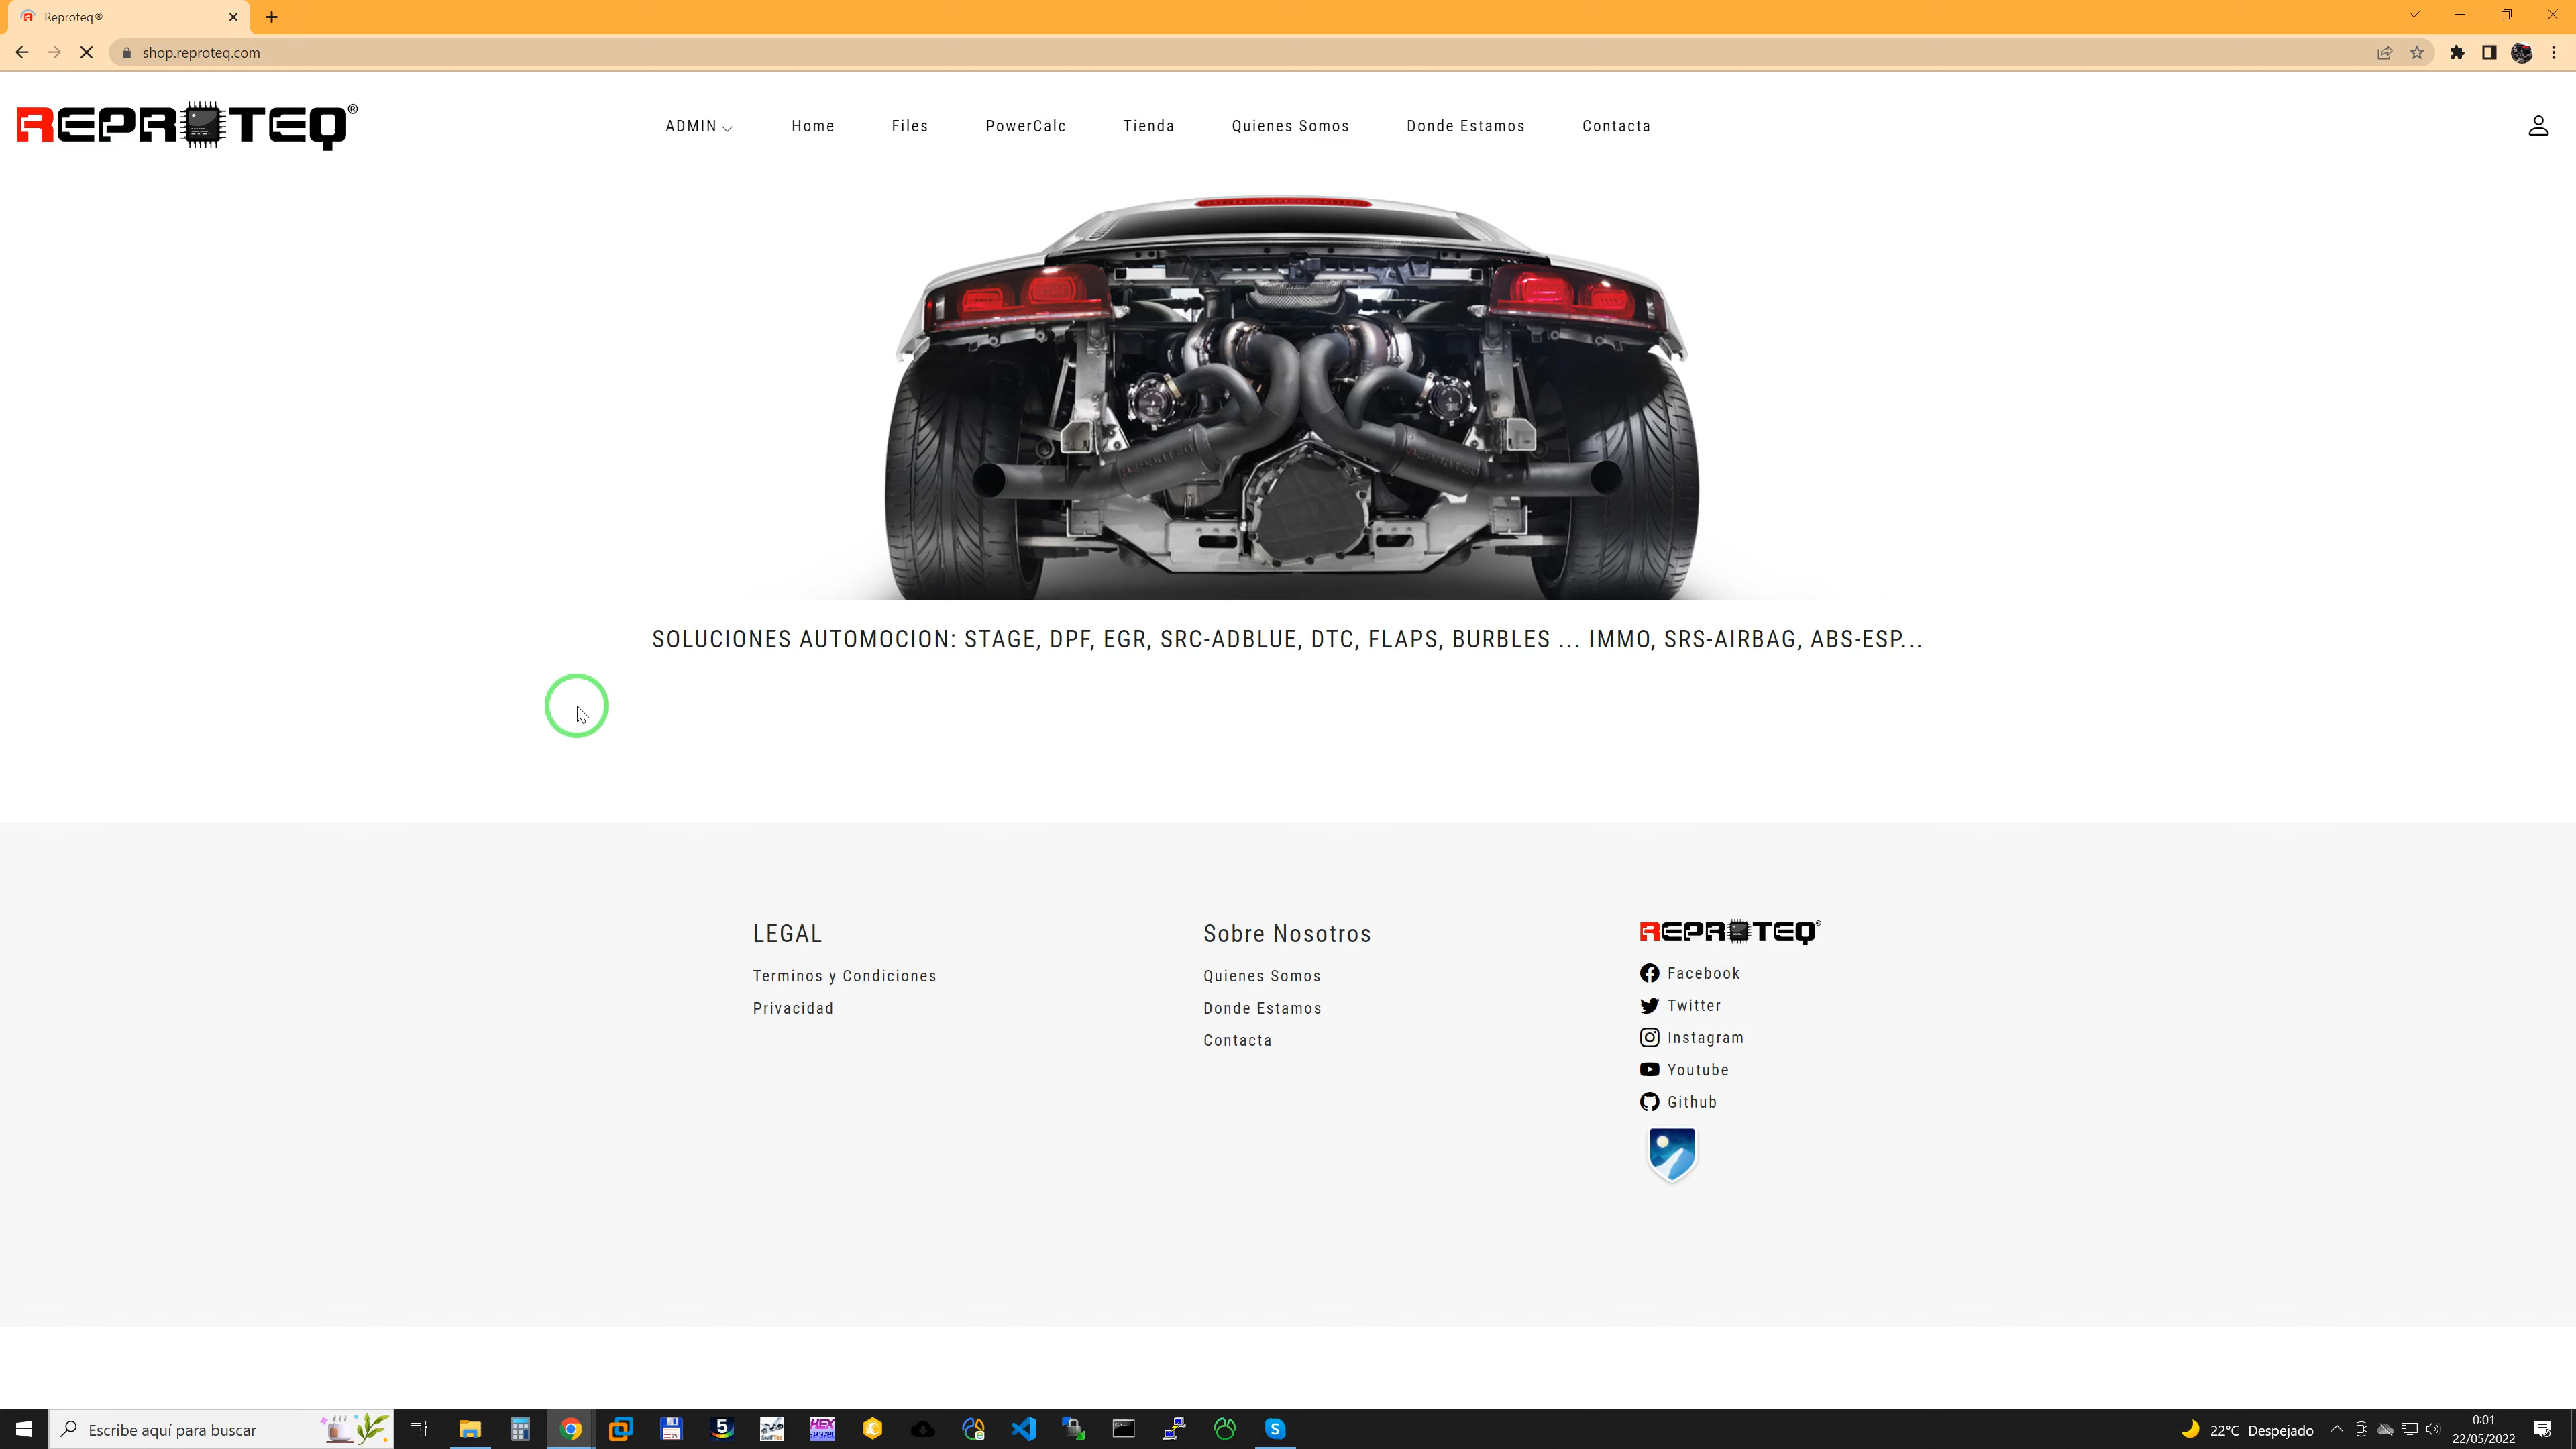 Reproteq®
shop.reproteq.com
REPROTEQ®
ADMIN Home Files PowerCalc Tienda Quienes Somos Donde Estamos Contacta
SOLUCIONES AUTOMOCION: STAGE, DPF, EGR, SRC-ADBLUE, DTC, FLAPS, BURBLES ... IMMO, SRS-AIRBAG, ABS-ESP...
LEGAL
Terminos y Condiciones
Privacidad
Sobre Nosotros
Quienes Somos
Donde Estamos
Contacta
REPROTEQ®
Facebook
Twitter
Instagram
Youtube
Github
Escribe aquí para buscar
5
HEX
S
22°C Despejado
0:01
22/05/2022